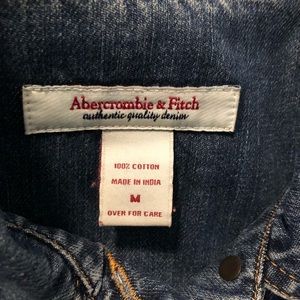 Abercrombie & Fitch
authentic quality denim
100% COTTON
MADE IN INDIA
M
OVER FOR CARE